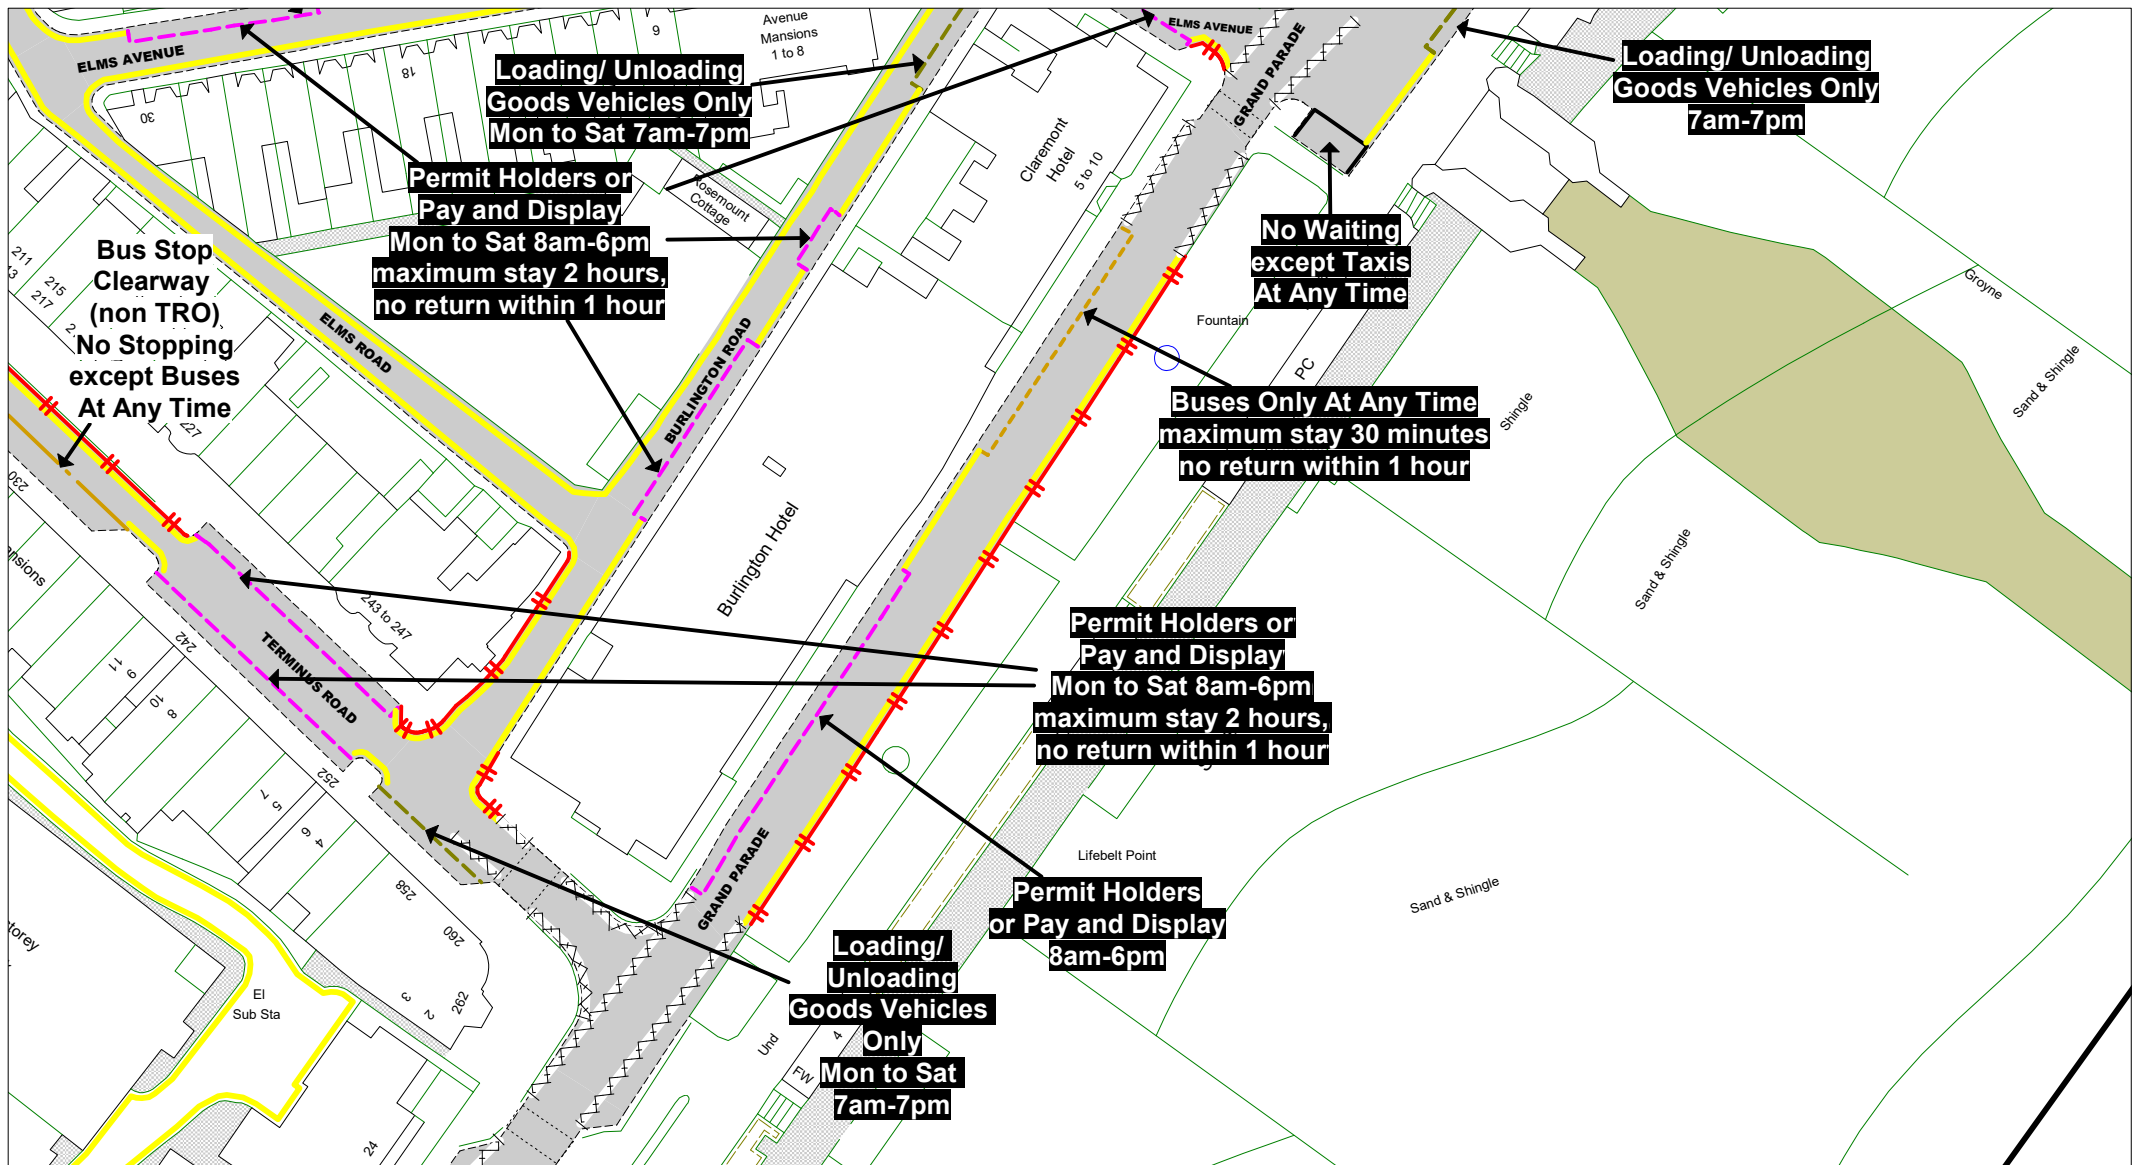 ELMS AVENUE
30
18
9
Avenue
Mansions
1 to 8
Loading/ Unloading
Goods Vehicles Only
Mon to Sat 7am-7pm
ELMS AVENUE
GRAND PARADE
GRAND PARADE
Loading/ Unloading
Goods Vehicles Only
7am-7pm
Permit Holders or
Pay and Display
Mon to Sat 8am-6pm
maximum stay 2 hours,
no return within 1 hour
Rosemount
Cottage
Claremont
Hotel
5 to 10
No Waiting
except Taxis
At Any Time
Bus Stop
Clearway
(non TRO)
No Stopping
except Buses
At Any Time
211
215
217
227
230
ELMS ROAD
BURLINGTON ROAD
Fountain
PC
Groyne
Shingle
Sand & Shingle
Buses Only At Any Time
maximum stay 30 minutes
no return within 1 hour
Burlington Hotel
Sand & Shingle
243 to 247
242
TERMINUS ROAD
11
9
10
8
252
7
5
6
4
258
260
262
3
2
Permit Holders or
Pay and Display
Mon to Sat 8am-6pm
maximum stay 2 hours,
no return within 1 hour
Lifebelt Point
Permit Holders
or Pay and Display
8am-6pm
Sand & Shingle
Loading/
Unloading
Goods Vehicles
Only
Mon to Sat
7am-7pm
El
Sub Sta
Und
4
FW
24